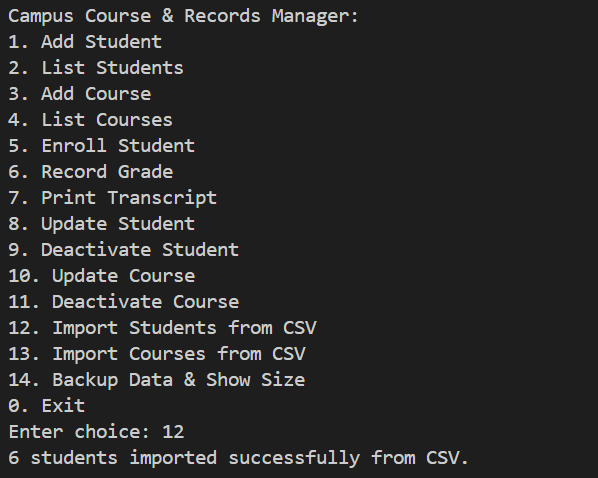 Campus Course & Records Manager:
1. Add Student
2. List Students
3. Add Course
4. List Courses
5. Enroll Student
6. Record Grade
7. Print Transcript
8. Update Student
9. Deactivate Student
10. Update Course
11. Deactivate Course
12. Import Students from CSV
13. Import Courses from CSV
14. Backup Data & Show Size
0. Exit
Enter choice: 12
6 students imported successfully from CSV.